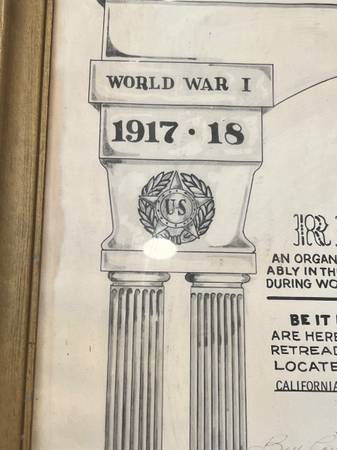 WORLD WAR I
1917 · 18
US
AN ORGAN
ABLY IN TH
DURING WO
BE IT
ARE HERE
RETREAD
LOCATE
CALIFORNIA